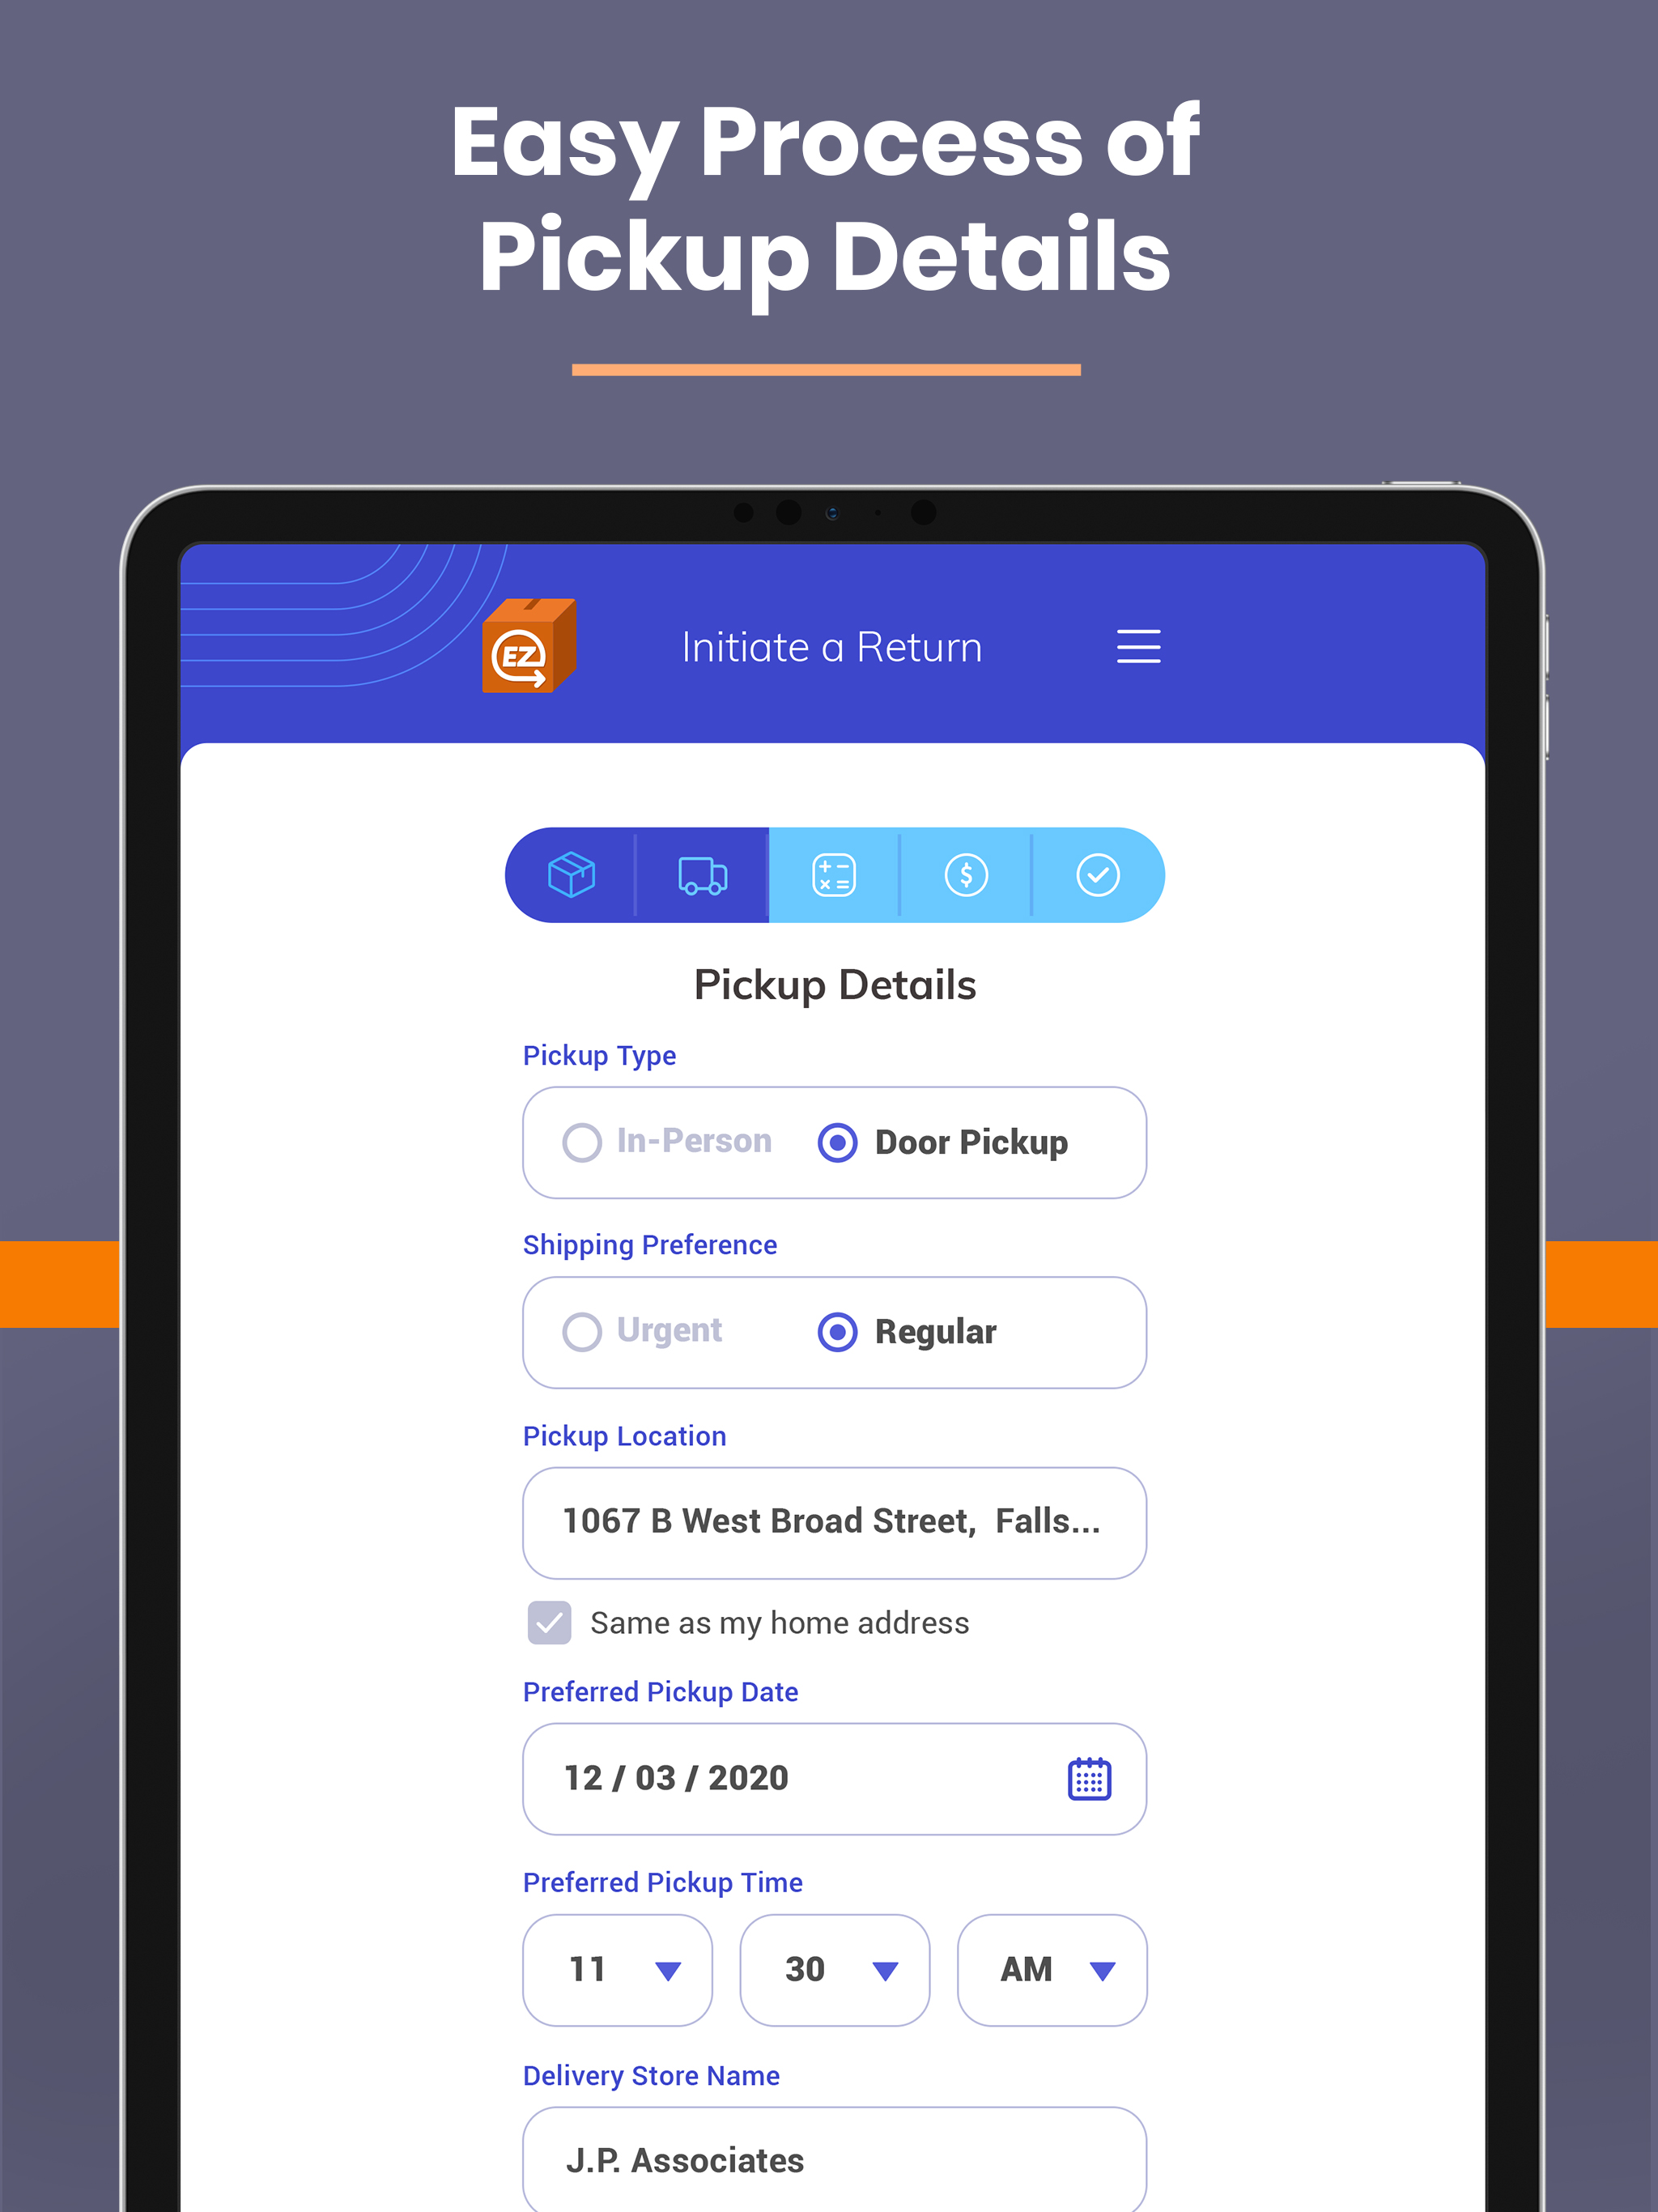 Easy Process of
Pickup Details
EZ
Initiate a Return
Pickup Details
Pickup Type
In-Person Door Pickup
Shipping Preference
Urgent Regular
Pickup Location
1067 B West Broad Street, Falls...
Same as my home address
Preferred Pickup Date
12 / 03 / 2020
Preferred Pickup Time
11 30 AM
Delivery Store Name
J.P. Associates